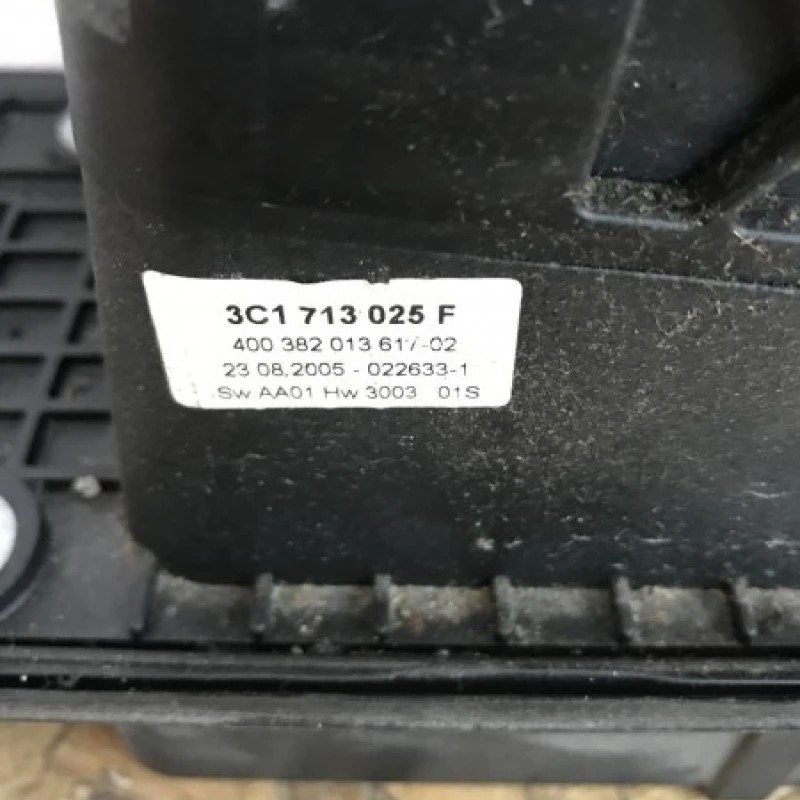 3C1 713 025 F
400 382 013 617-02
23 08.2005 - 022633-1
Sw AA01 Hw 3003 01S